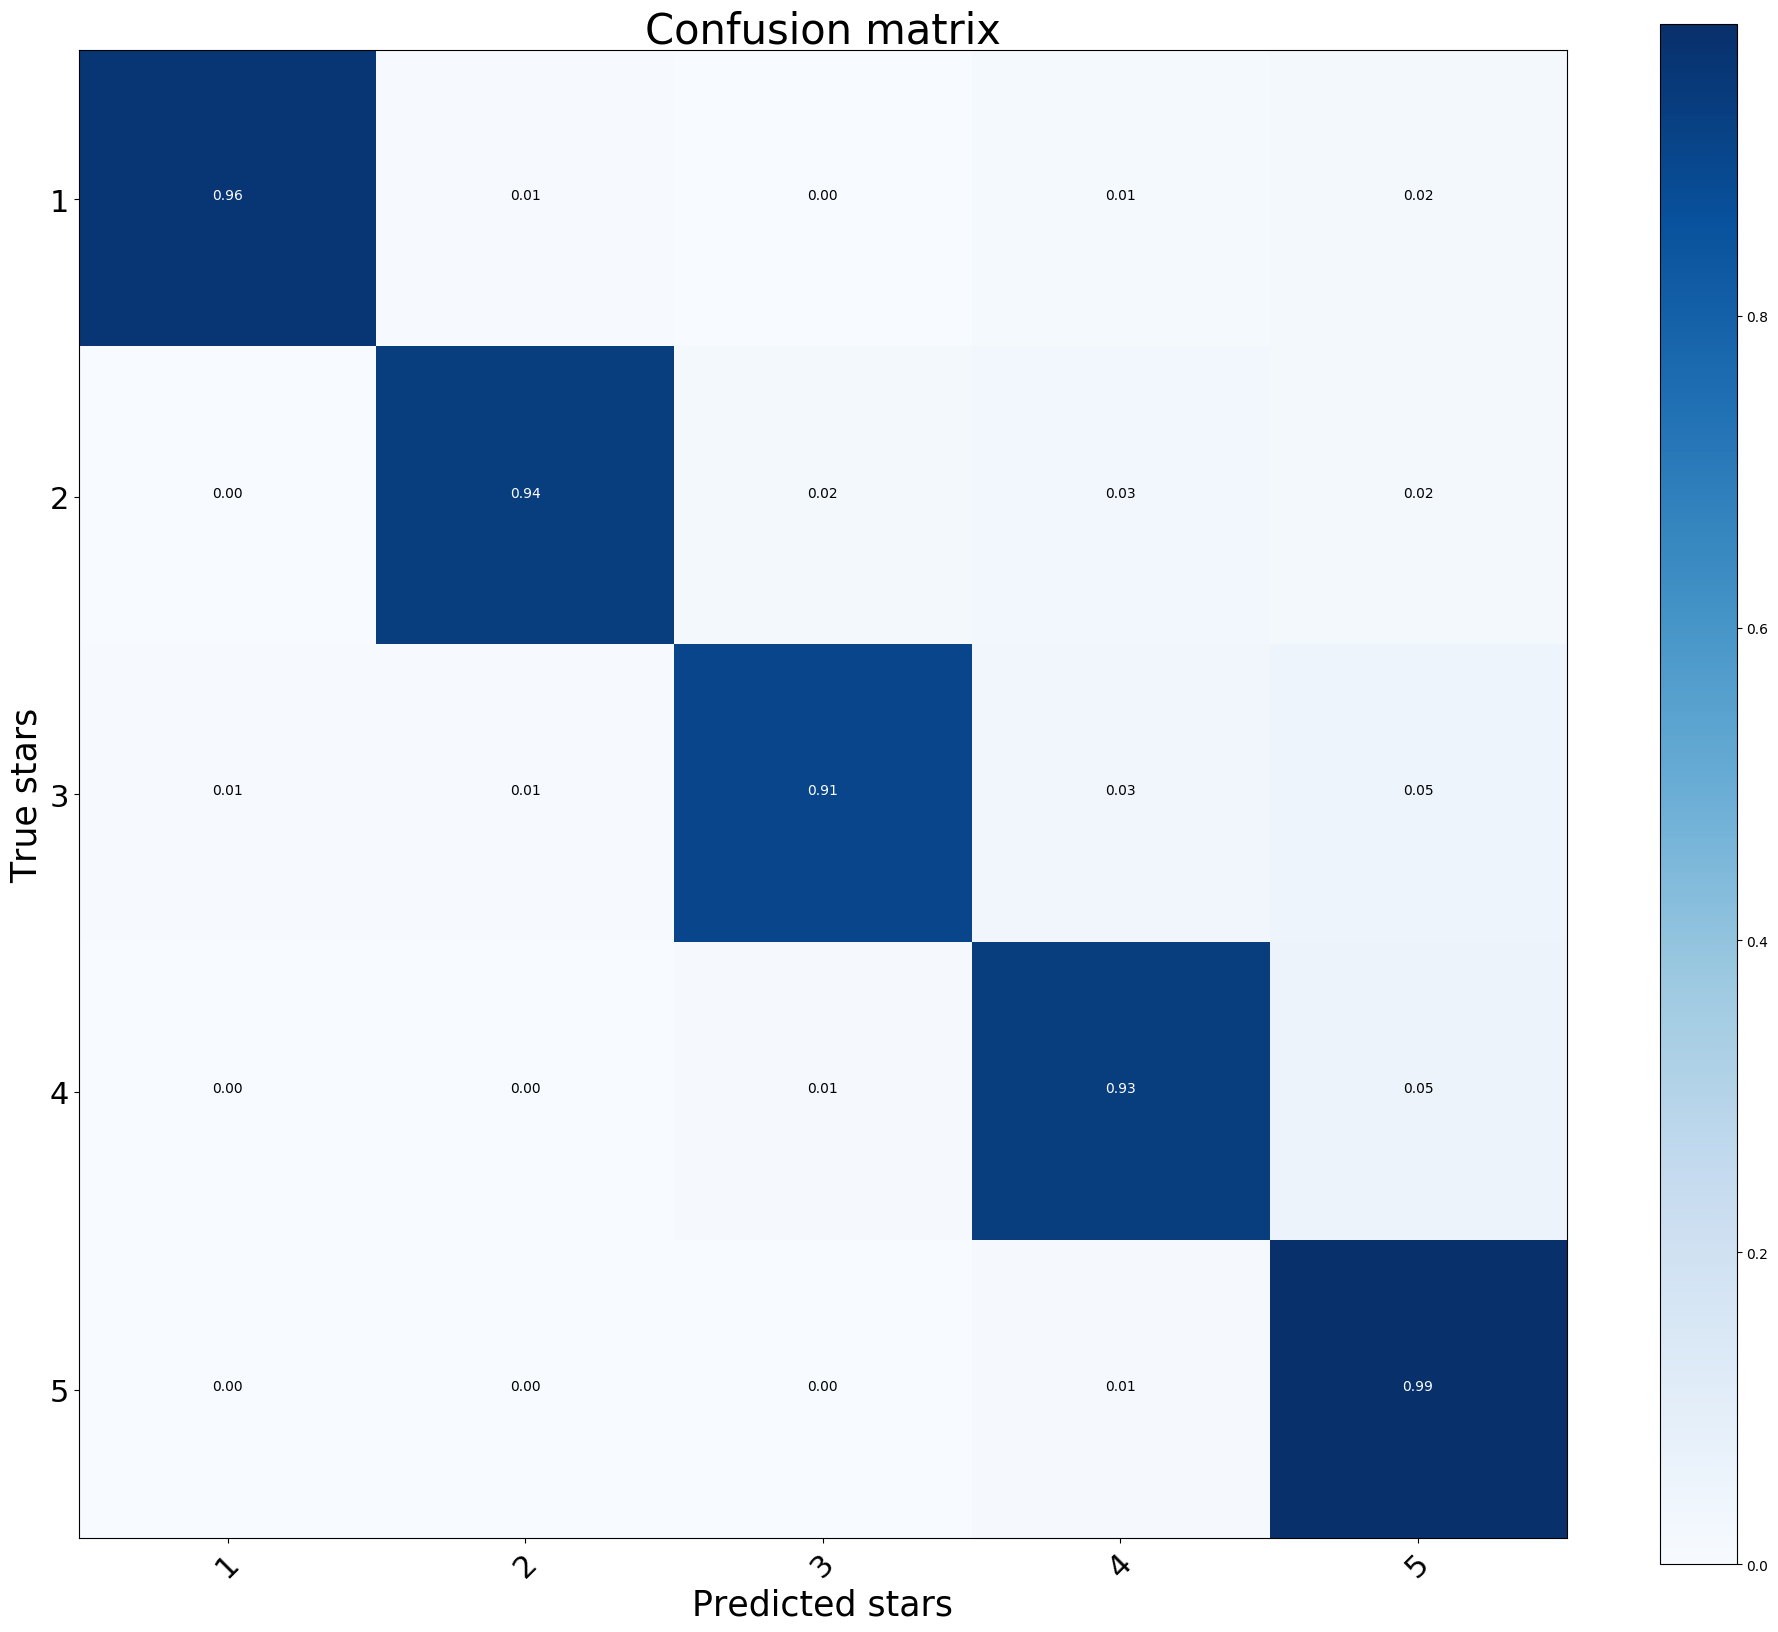 Confusion matrix
1 0.96 0.01 0.00 0.01 0.02
2 0.00 0.94 0.02 0.03 0.02
3 0.01 0.01 0.91 0.03 0.05
4 0.00 0.00 0.01 0.93 0.05
5 0.00 0.00 0.00 0.01 0.99
1 2 3 4 5
Predicted stars
True stars
0.8
0.6
0.4
0.2
0.0